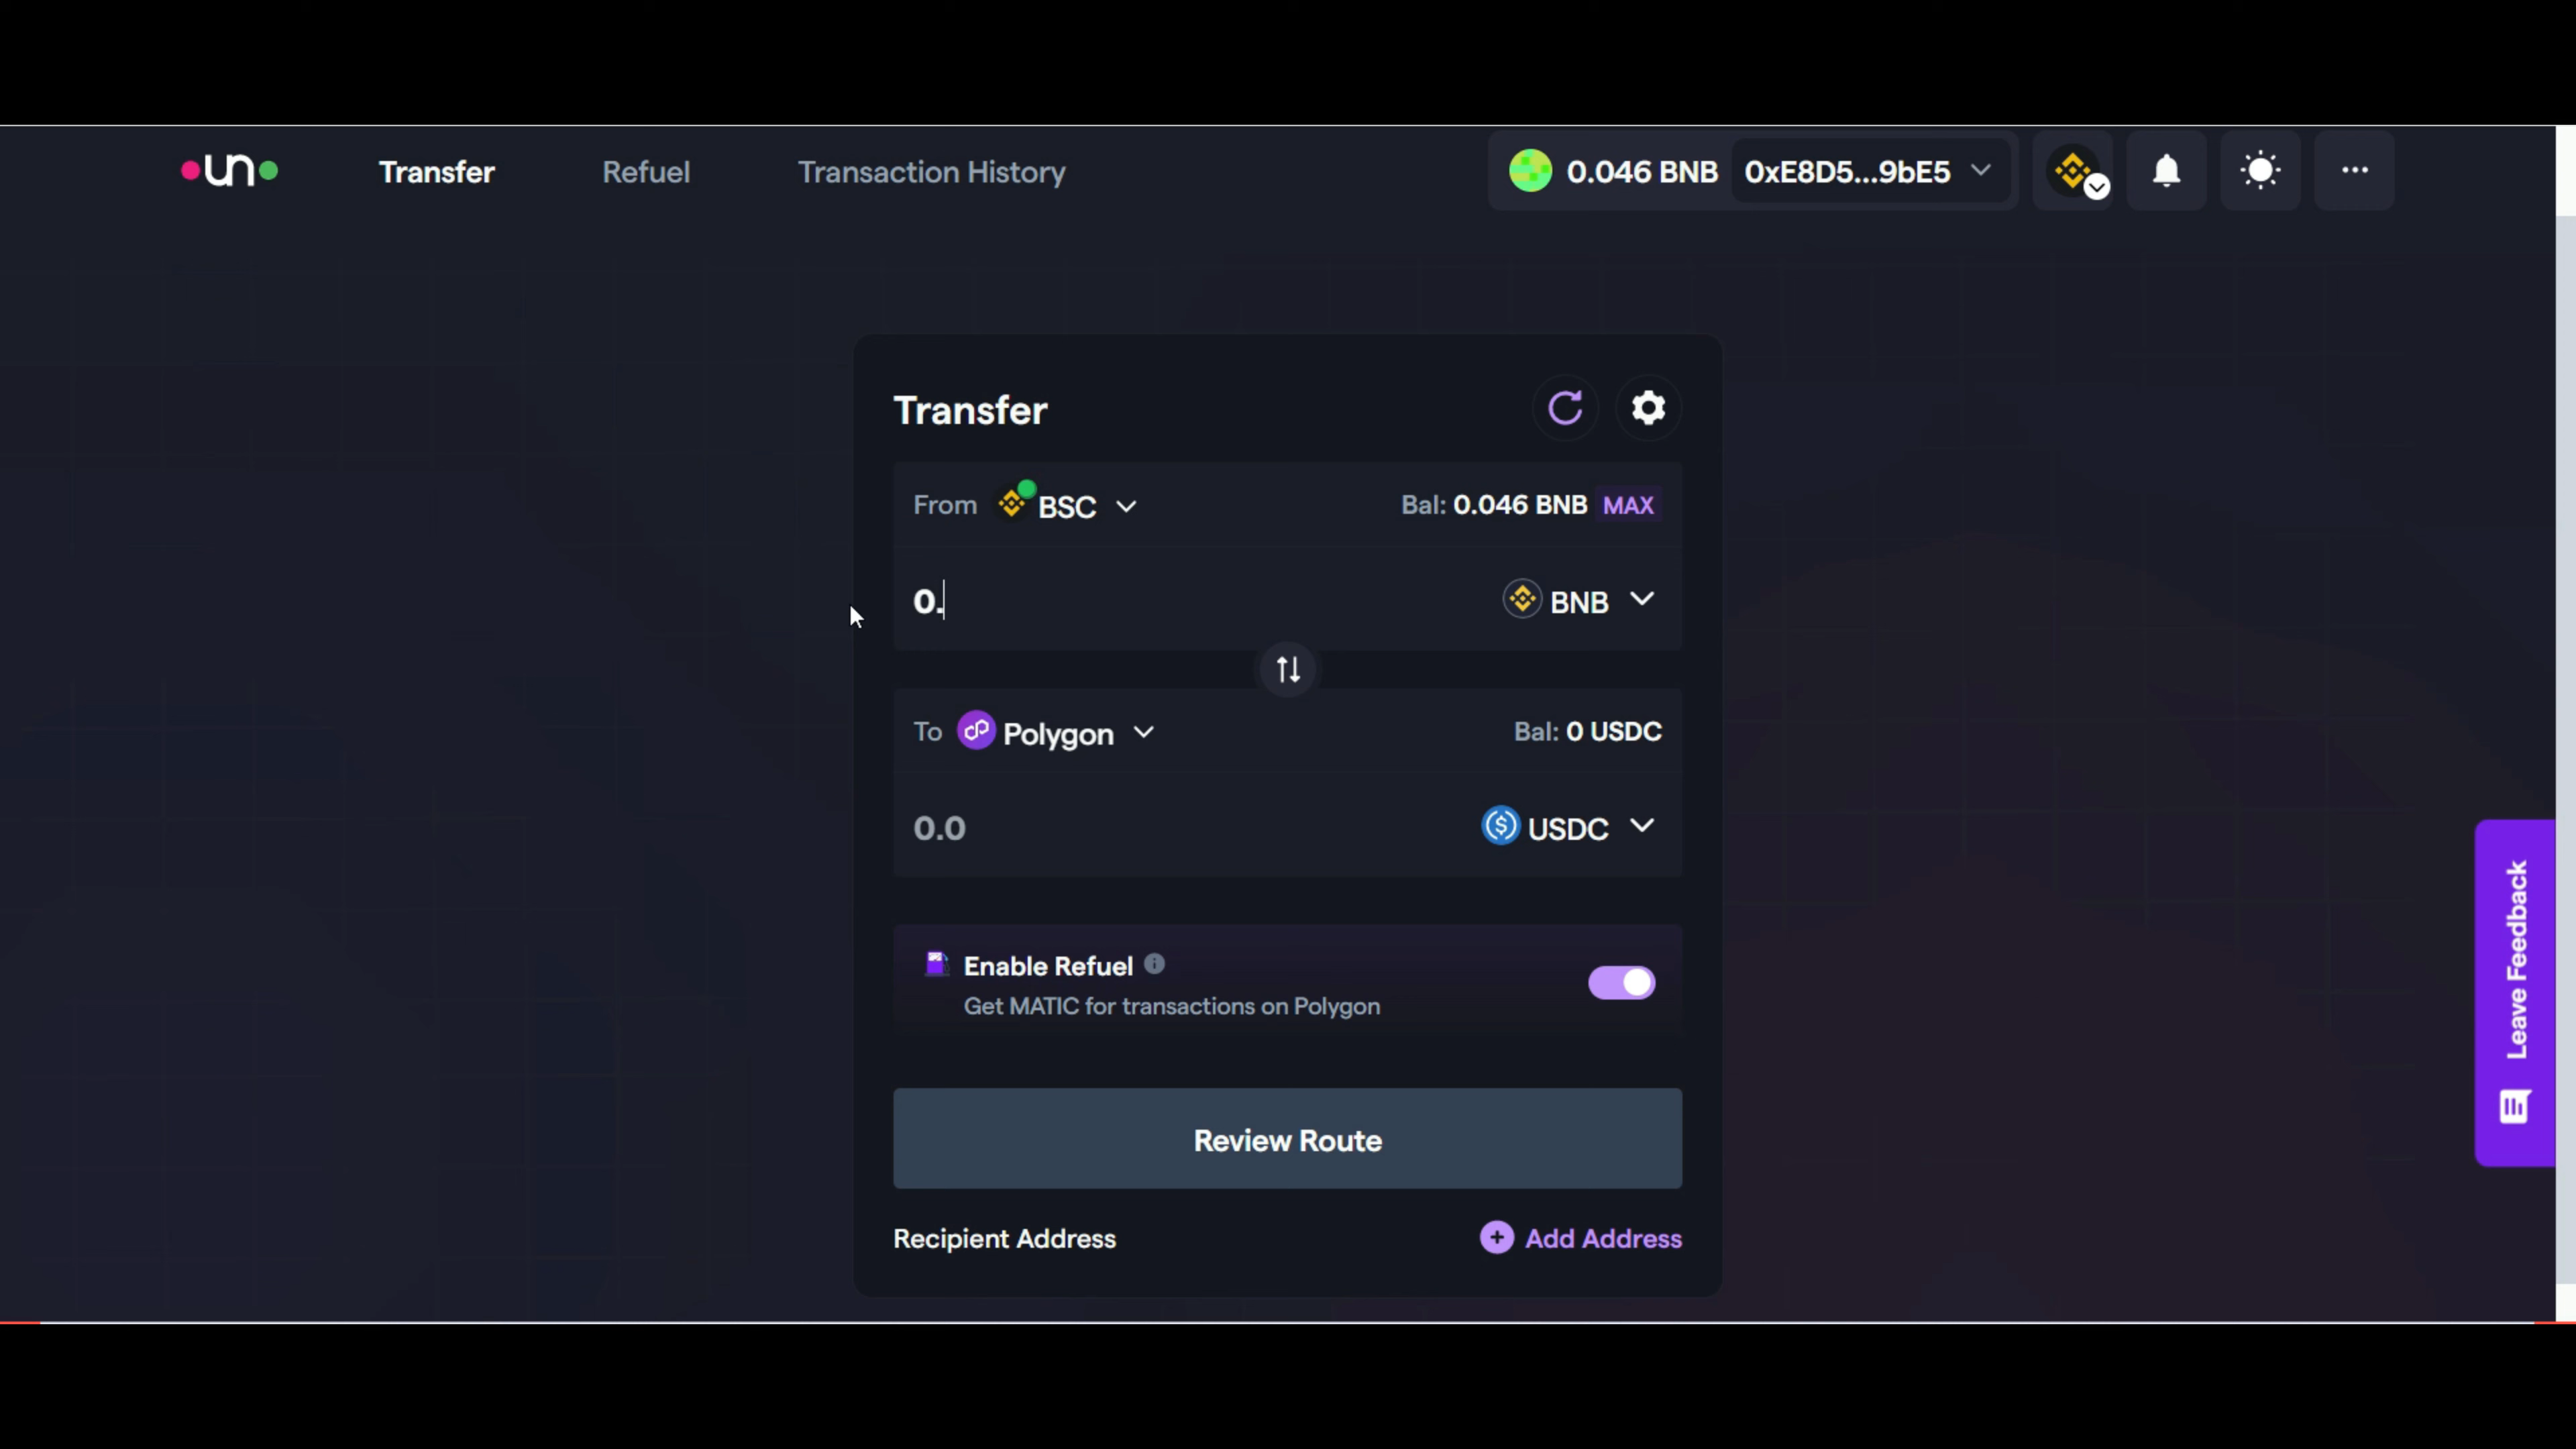 un
Transfer
Refuel
Transaction History
0.046 BNB
0xE8D5...9bE5
Transfer
From BSC
Bal: 0.046 BNB MAX
0.
BNB
To Polygon
Bal: 0 USDC
0.0
USDC
Enable Refuel
Get MATIC for transactions on Polygon
Review Route
Recipient Address
Add Address
Leave Feedback